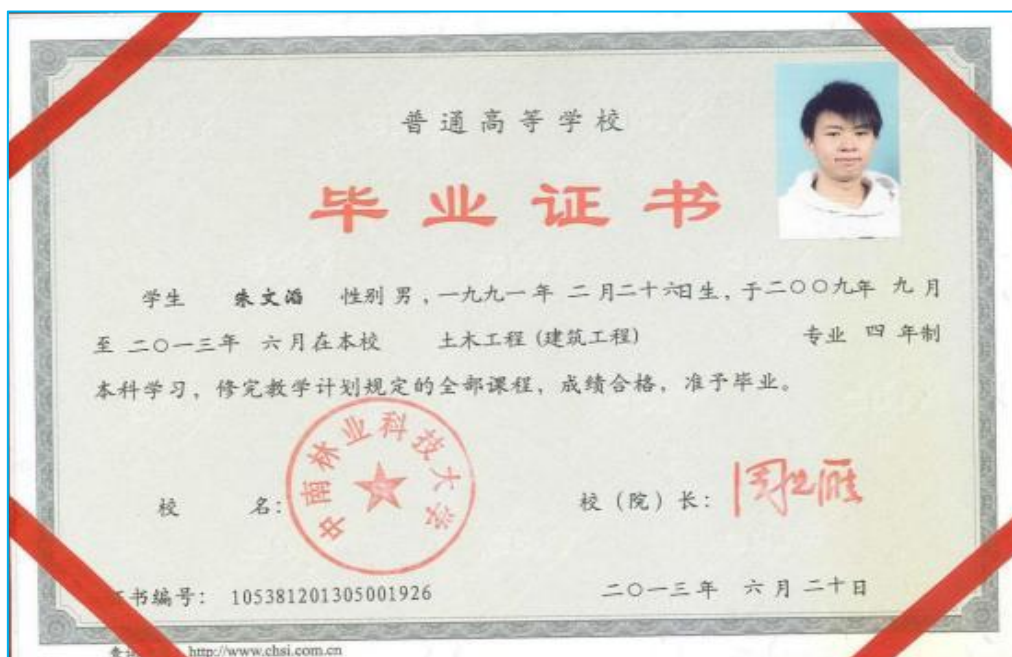 普通高等学校
毕业证书
学生 朱文滔 性别男，一九九一年 二月二十六日生，于二〇〇九年 九月
至 二〇一三年 六月在本校 土木工程(建筑工程) 专业 四 年制
本科学习，修完教学计划规定的全部课程，成绩合格，准予毕业。
中南林业科技大学
校 名：
校（院）长：
书编号： 105381201305001926
二〇一三年 六月二十日
http://www.chsi.com.cn